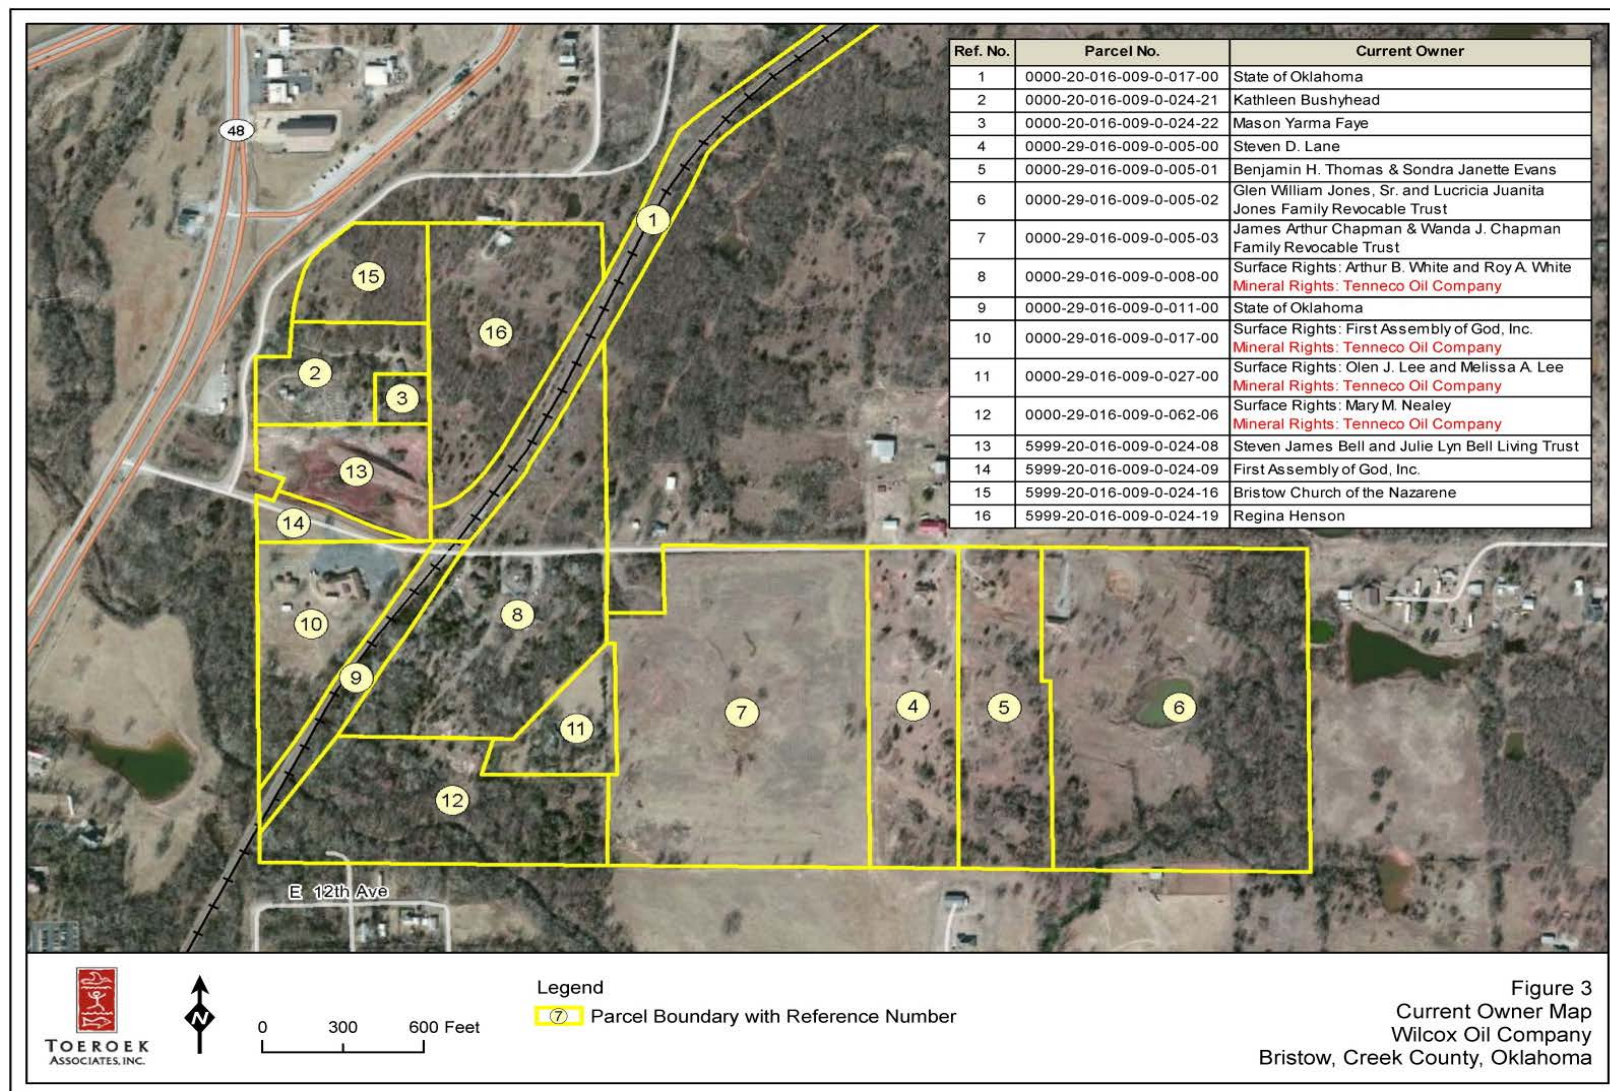 Ref. No. Parcel No. Current Owner
1 0000-20-016-009-0-017-00 State of Oklahoma
2 0000-20-016-009-0-024-21 Kathleen Bushyhead
3 0000-20-016-009-0-024-22 Mason Yarma Faye
4 0000-29-016-009-0-005-00 Steven D. Lane
5 0000-29-016-009-0-005-01 Benjamin H. Thomas & Sondra Janette Evans
6 0000-29-016-009-0-005-02 Glen William Jones, Sr. and Lucricia Juanita
Jones Family Revocable Trust
7 0000-29-016-009-0-005-03 James Arthur Chapman & Wanda J. Chapman
Family Revocable Trust
8 0000-29-016-009-0-008-00 Surface Rights: Arthur B. White and Roy A. White
Mineral Rights: Tenneco Oil Company
9 0000-29-016-009-0-011-00 State of Oklahoma
10 0000-29-016-009-0-017-00 Surface Rights: First Assembly of God, Inc.
Mineral Rights: Tenneco Oil Company
11 0000-29-016-009-0-027-00 Surface Rights: Olen J. Lee and Melissa A. Lee
Mineral Rights: Tenneco Oil Company
12 0000-29-016-009-0-062-06 Surface Rights: Mary M. Nealey
Mineral Rights: Tenneco Oil Company
13 5999-20-016-009-0-024-08 Steven James Bell and Julie Lyn Bell Living Trust
14 5999-20-016-009-0-024-09 First Assembly of God, Inc.
15 5999-20-016-009-0-024-16 Bristow Church of the Nazarene
16 5999-20-016-009-0-024-19 Regina Henson
48
1
15
16
2
3
13
14
8
10
9
11
7
4
5
6
12
E 12th Ave
TOEROEK
ASSOCIATES, INC.
N
0 300 600 Feet
Legend
7 Parcel Boundary with Reference Number
Figure 3
Current Owner Map
Wilcox Oil Company
Bristow, Creek County, Oklahoma